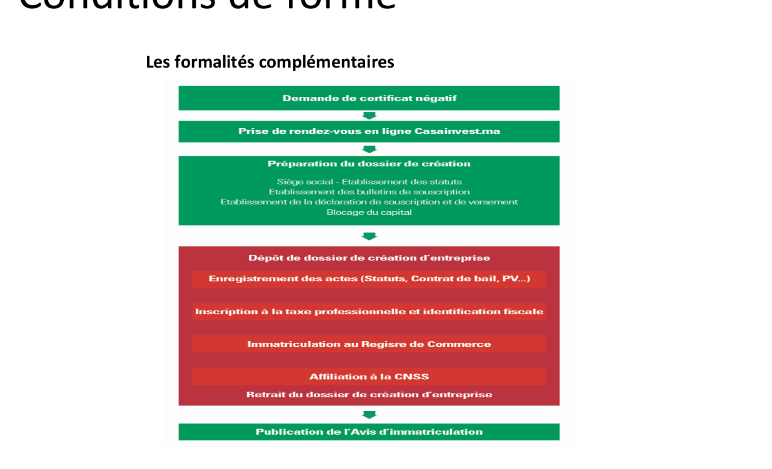 Conditions de forme
Les formalités complémentaires
Demande de certificat négatif
Prise de rendez-vous en ligne Casainvest.ma
Préparation du dossier de création
Siège social - Etablissement des statuts
Etablissement des bulletins de souscription
Etablissement de la déclaration de souscription et de versement
Blocage du capital
Dépôt de dossier de création d'entreprise
Enregistrement des actes (Statuts, Contrat de bail, PV...)
Inscription à la taxe professionnelle et identification fiscale
Immatriculation au Regisre de Commerce
Affiliation à la CNSS
Retrait du dossier de création d'entreprise
Publication de l'Avis d'immatriculation